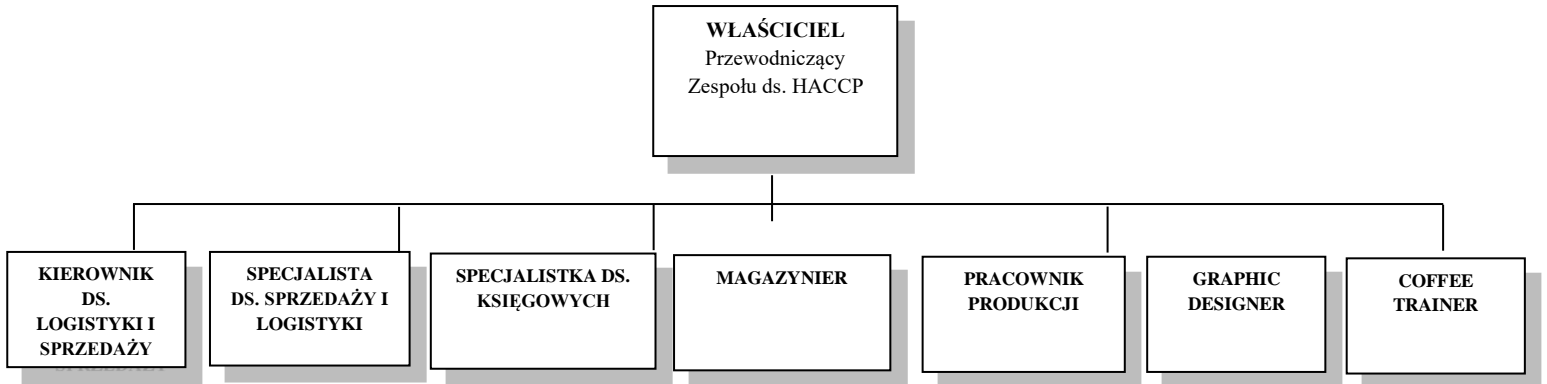 WŁAŚCICIEL
Przewodniczący
Zespołu ds. HACCP
KIEROWNIK
DS.
LOGISTYKI I
SPRZEDAŻY
SPECJALISTA
DS. SPRZEDAŻY I
LOGISTYKI
SPECJALISTKA DS.
KSIĘGOWYCH
MAGAZYNIER
PRACOWNIK
PRODUKCJI
GRAPHIC
DESIGNER
COFFEE
TRAINER